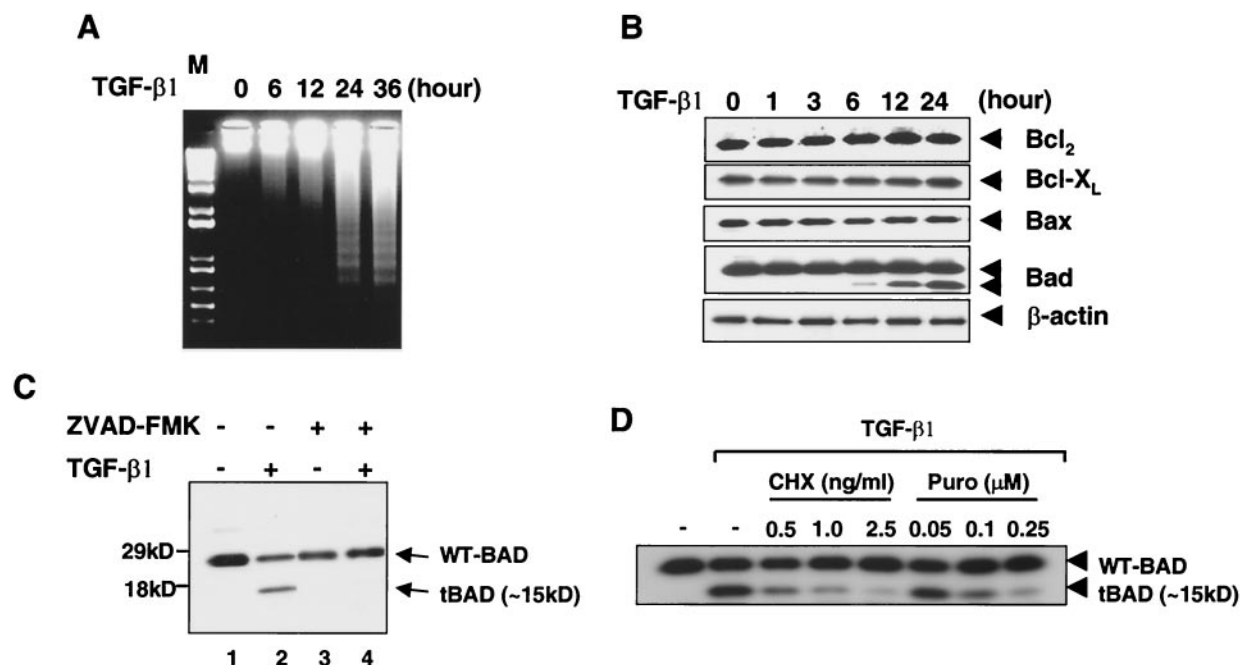 A
M
TGF-β1 0 6 12 24 36 (hour)
B
TGF-β1 0 1 3 6 12 24 (hour)
Bcl2
Bcl-XL
Bax
Bad
β-actin
C
ZVAD-FMK - - + +
TGF-β1 - + - +
29kD
WT-BAD
18kD
tBAD (~15kD)
1 2 3 4
D
TGF-β1
CHX (ng/ml) Puro (μM)
- - 0.5 1.0 2.5 0.05 0.1 0.25
WT-BAD
tBAD (~15kD)